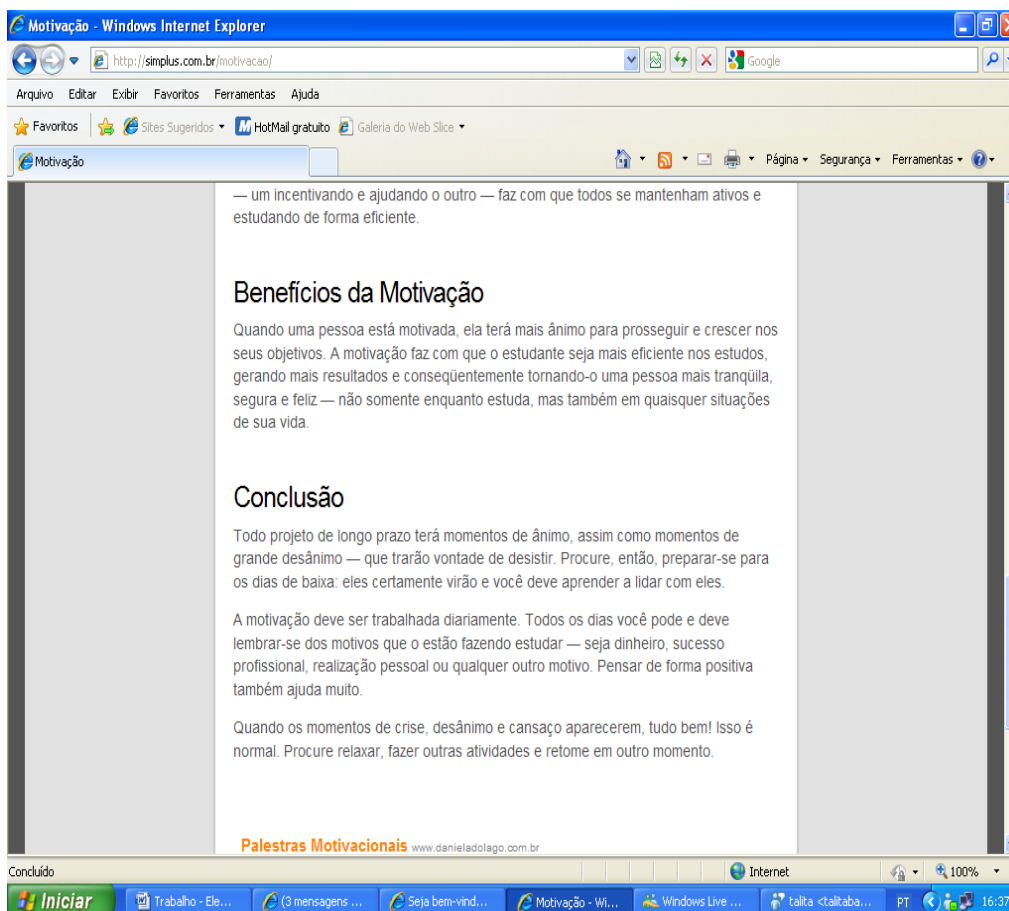 Motivação - Windows Internet Explorer
http://simplus.com.br/motivacao/
Google
Arquivo Editar Exibir Favoritos Ferramentas Ajuda
Favoritos Sites Sugeridos HotMail gratuito Galeria do Web Slice
Motivação Página Segurança Ferramentas
— um incentivando e ajudando o outro — faz com que todos se mantenham ativos e
estudando de forma eficiente.
Benefícios da Motivação
Quando uma pessoa está motivada, ela terá mais ânimo para prosseguir e crescer nos
seus objetivos. A motivação faz com que o estudante seja mais eficiente nos estudos,
gerando mais resultados e conseqüentemente tornando-o uma pessoa mais tranqüila,
segura e feliz — não somente enquanto estuda, mas também em quaisquer situações
de sua vida.
Conclusão
Todo projeto de longo prazo terá momentos de ânimo, assim como momentos de
grande desânimo — que trarão vontade de desistir. Procure, então, preparar-se para
os dias de baixa: eles certamente virão e você deve aprender a lidar com eles.
A motivação deve ser trabalhada diariamente. Todos os dias você pode e deve
lembrar-se dos motivos que o estão fazendo estudar — seja dinheiro, sucesso
profissional, realização pessoal ou qualquer outro motivo. Pensar de forma positiva
também ajuda muito.
Quando os momentos de crise, desânimo e cansaço aparecerem, tudo bem! Isso é
normal. Procure relaxar, fazer outras atividades e retome em outro momento.
Palestras Motivacionais www.danieladolago.com.br
Concluído Internet 100%
Iniciar Trabalho - Ele... (3 mensagens ... Seja bem-vind... Motivação - Wi... Windows Live ... talita <talitaba... PT 16:37